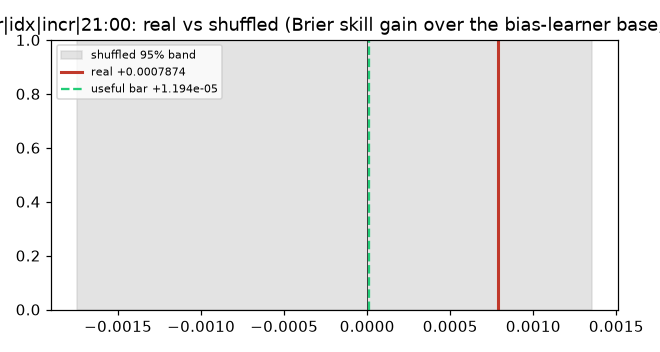 r|idx|incr|21:00: real vs shuffled (Brier skill gain over the bias-learner base
shuffled 95% band
real +0.0007874
useful bar +1.194e-05
1.0
0.8
0.6
0.4
0.2
0.0
−0.0015 −0.0010 −0.0005 0.0000 0.0005 0.0010 0.0015